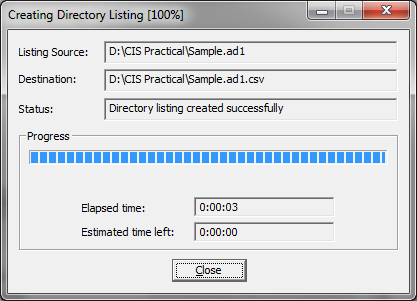 Creating Directory Listing [100%]
Listing Source: D:\CIS Practical\Sample.ad1
Destination: D:\CIS Practical\Sample.ad1.csv
Status: Directory listing created successfully
Progress
Elapsed time: 0:00:03
Estimated time left: 0:00:00
Close